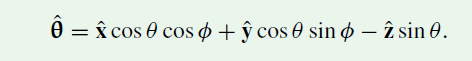 θ̂ = x̂ cos θ cos ϕ + ŷ cos θ sin ϕ − ẑ sin θ.